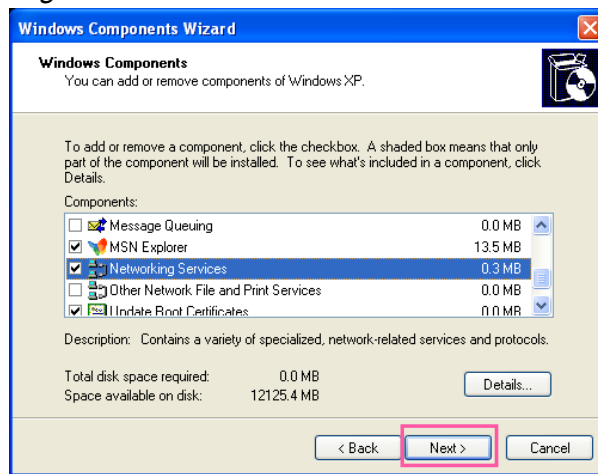 Windows Components Wizard
Windows Components
You can add or remove components of Windows XP.
To add or remove a component, click the checkbox. A shaded box means that only
part of the component will be installed. To see what's included in a component, click
Details.
Components:
Message Queuing 0.0 MB
MSN Explorer 13.5 MB
Networking Services 0.3 MB
Other Network File and Print Services 0.0 MB
Update Root Certificates 0.0 MB
Description: Contains a variety of specialized, network-related services and protocols.
Total disk space required: 0.0 MB
Space available on disk: 12125.4 MB
Details...
< Back Next > Cancel